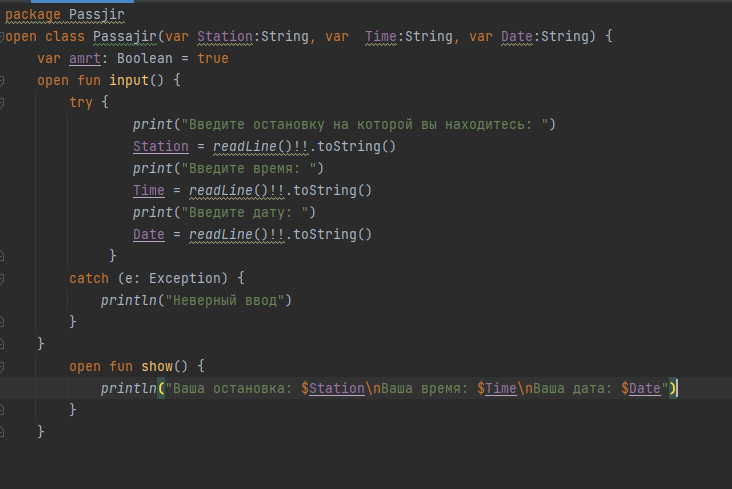 package Passjir
open class Passajir(var Station:String, var  Time:String, var Date:String) {
    var amrt: Boolean = true
    open fun input() {
        try {
                print("Введите остановку на которой вы находитесь: ")
                Station = readLine()!!.toString()
                print("Введите время: ")
                Time = readLine()!!.toString()
                print("Введите дату: ")
                Date = readLine()!!.toString()
             }
        catch (e: Exception) {
            println("Неверный ввод")
        }
    }
        open fun show() {
            println("Ваша остановка: $Station\nВаша время: $Time\nВаша дата: $Date")
        }
    }